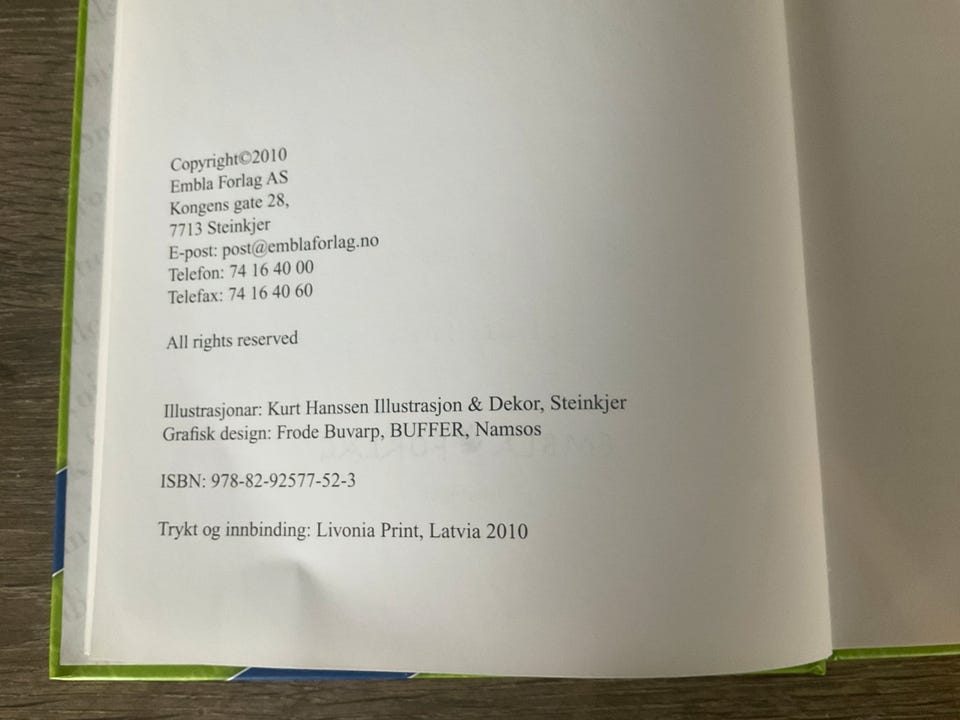 Copyright©2010
Embla Forlag AS
Kongens gate 28,
7713 Steinkjer
E-post: post@emblaforlag.no
Telefon: 74 16 40 00
Telefax: 74 16 40 60
All rights reserved
Illustrasjonar: Kurt Hanssen Illustrasjon & Dekor, Steinkjer
Grafisk design: Frode Buvarp, BUFFER, Namsos
ISBN: 978-82-92577-52-3
Trykt og innbinding: Livonia Print, Latvia 2010